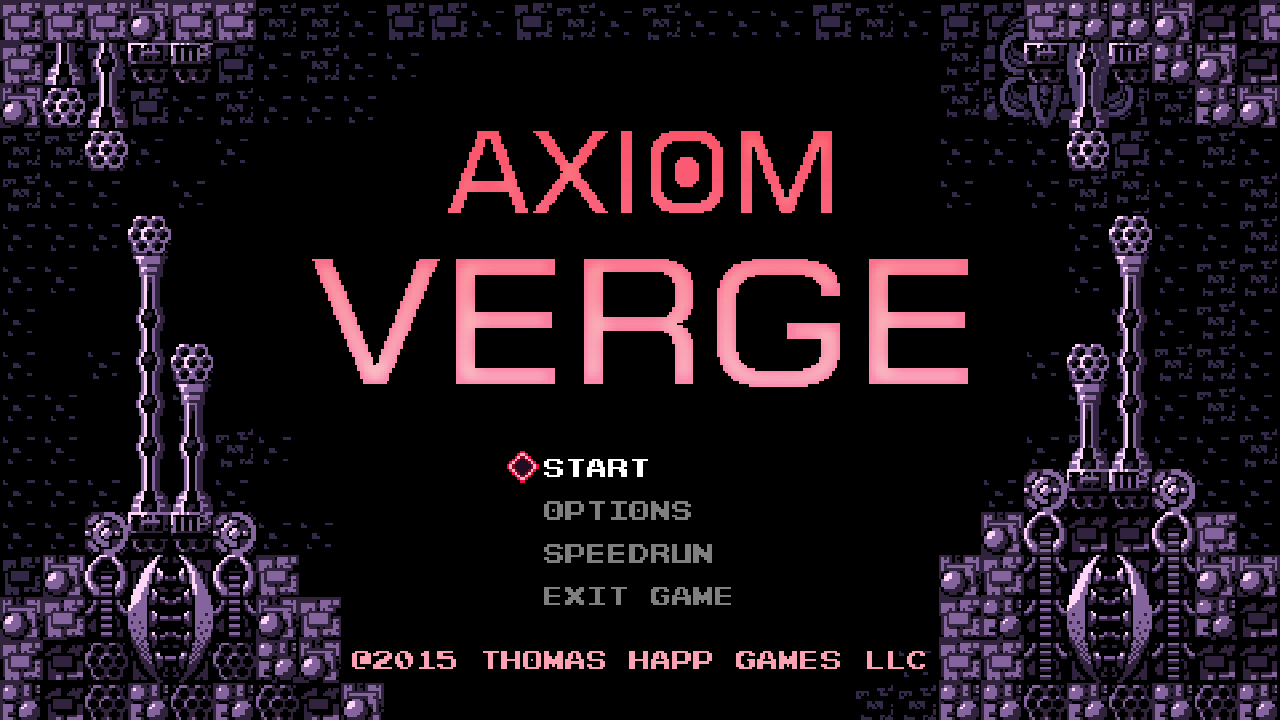 AXIOM
VERGE
START
OPTIONS
SPEEDRUN
EXIT GAME
@2015 THOMAS HAPP GAMES LLC